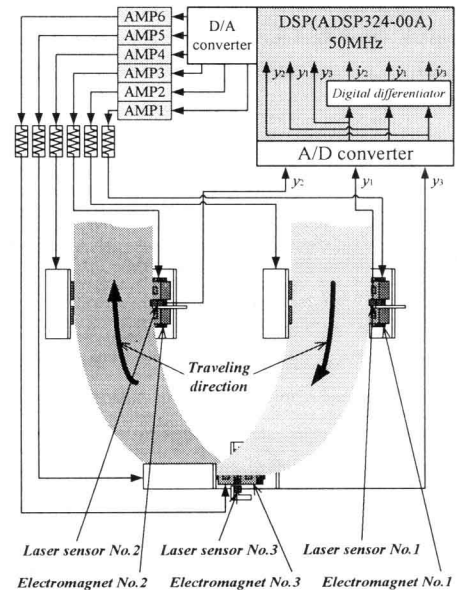 AMP6
AMP5
AMP4
AMP3
AMP2
AMP1
D/A
converter
DSP(ADSP324-00A)
50MHz
y₂ y₁ y₃ ẏ₂ ẏ₁ ẏ₃
Digital differentiator
A/D converter
y₂ y₁ y₃
Traveling
direction
Laser sensor No.2 Laser sensor No.3 Laser sensor No.1
Electromagnet No.2 Electromagnet No.3 Electromagnet No.1